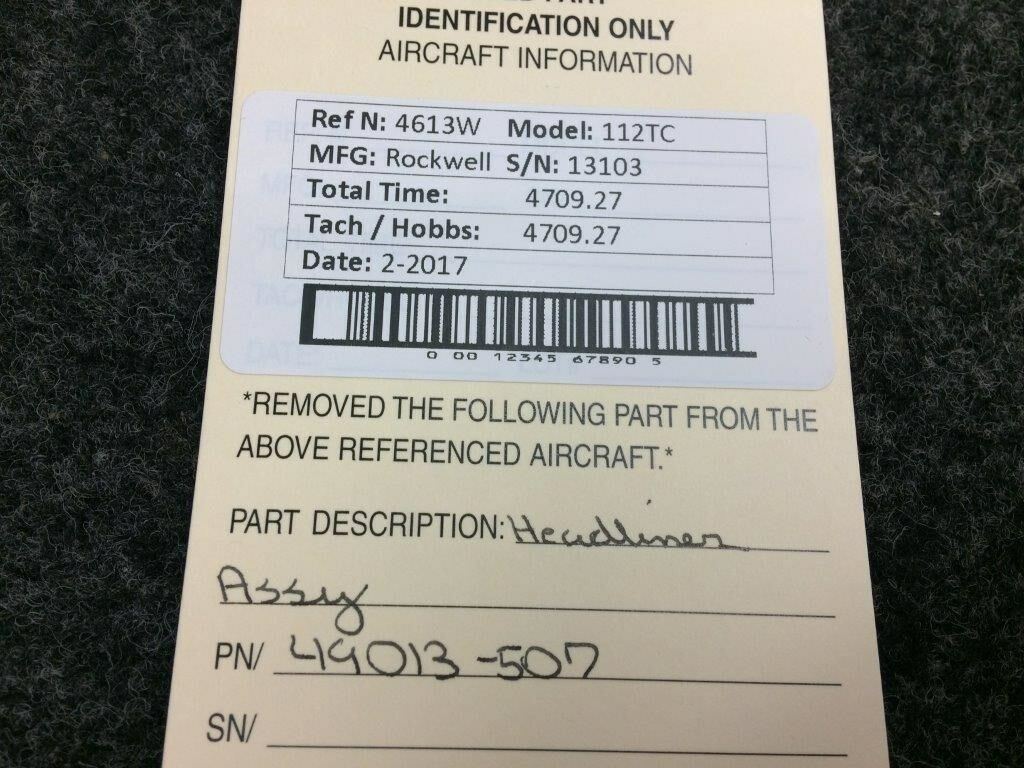 IDENTIFICATION ONLY
AIRCRAFT INFORMATION
Ref N: 4613W Model: 112TC
MFG: Rockwell S/N: 13103
Total Time: 4709.27
Tach / Hobbs: 4709.27
Date: 2-2017
0 00 12345 67890 5
*REMOVED THE FOLLOWING PART FROM THE
ABOVE REFERENCED AIRCRAFT.*
PART DESCRIPTION: Headliner
Assy
PN/ 49013-507
SN/